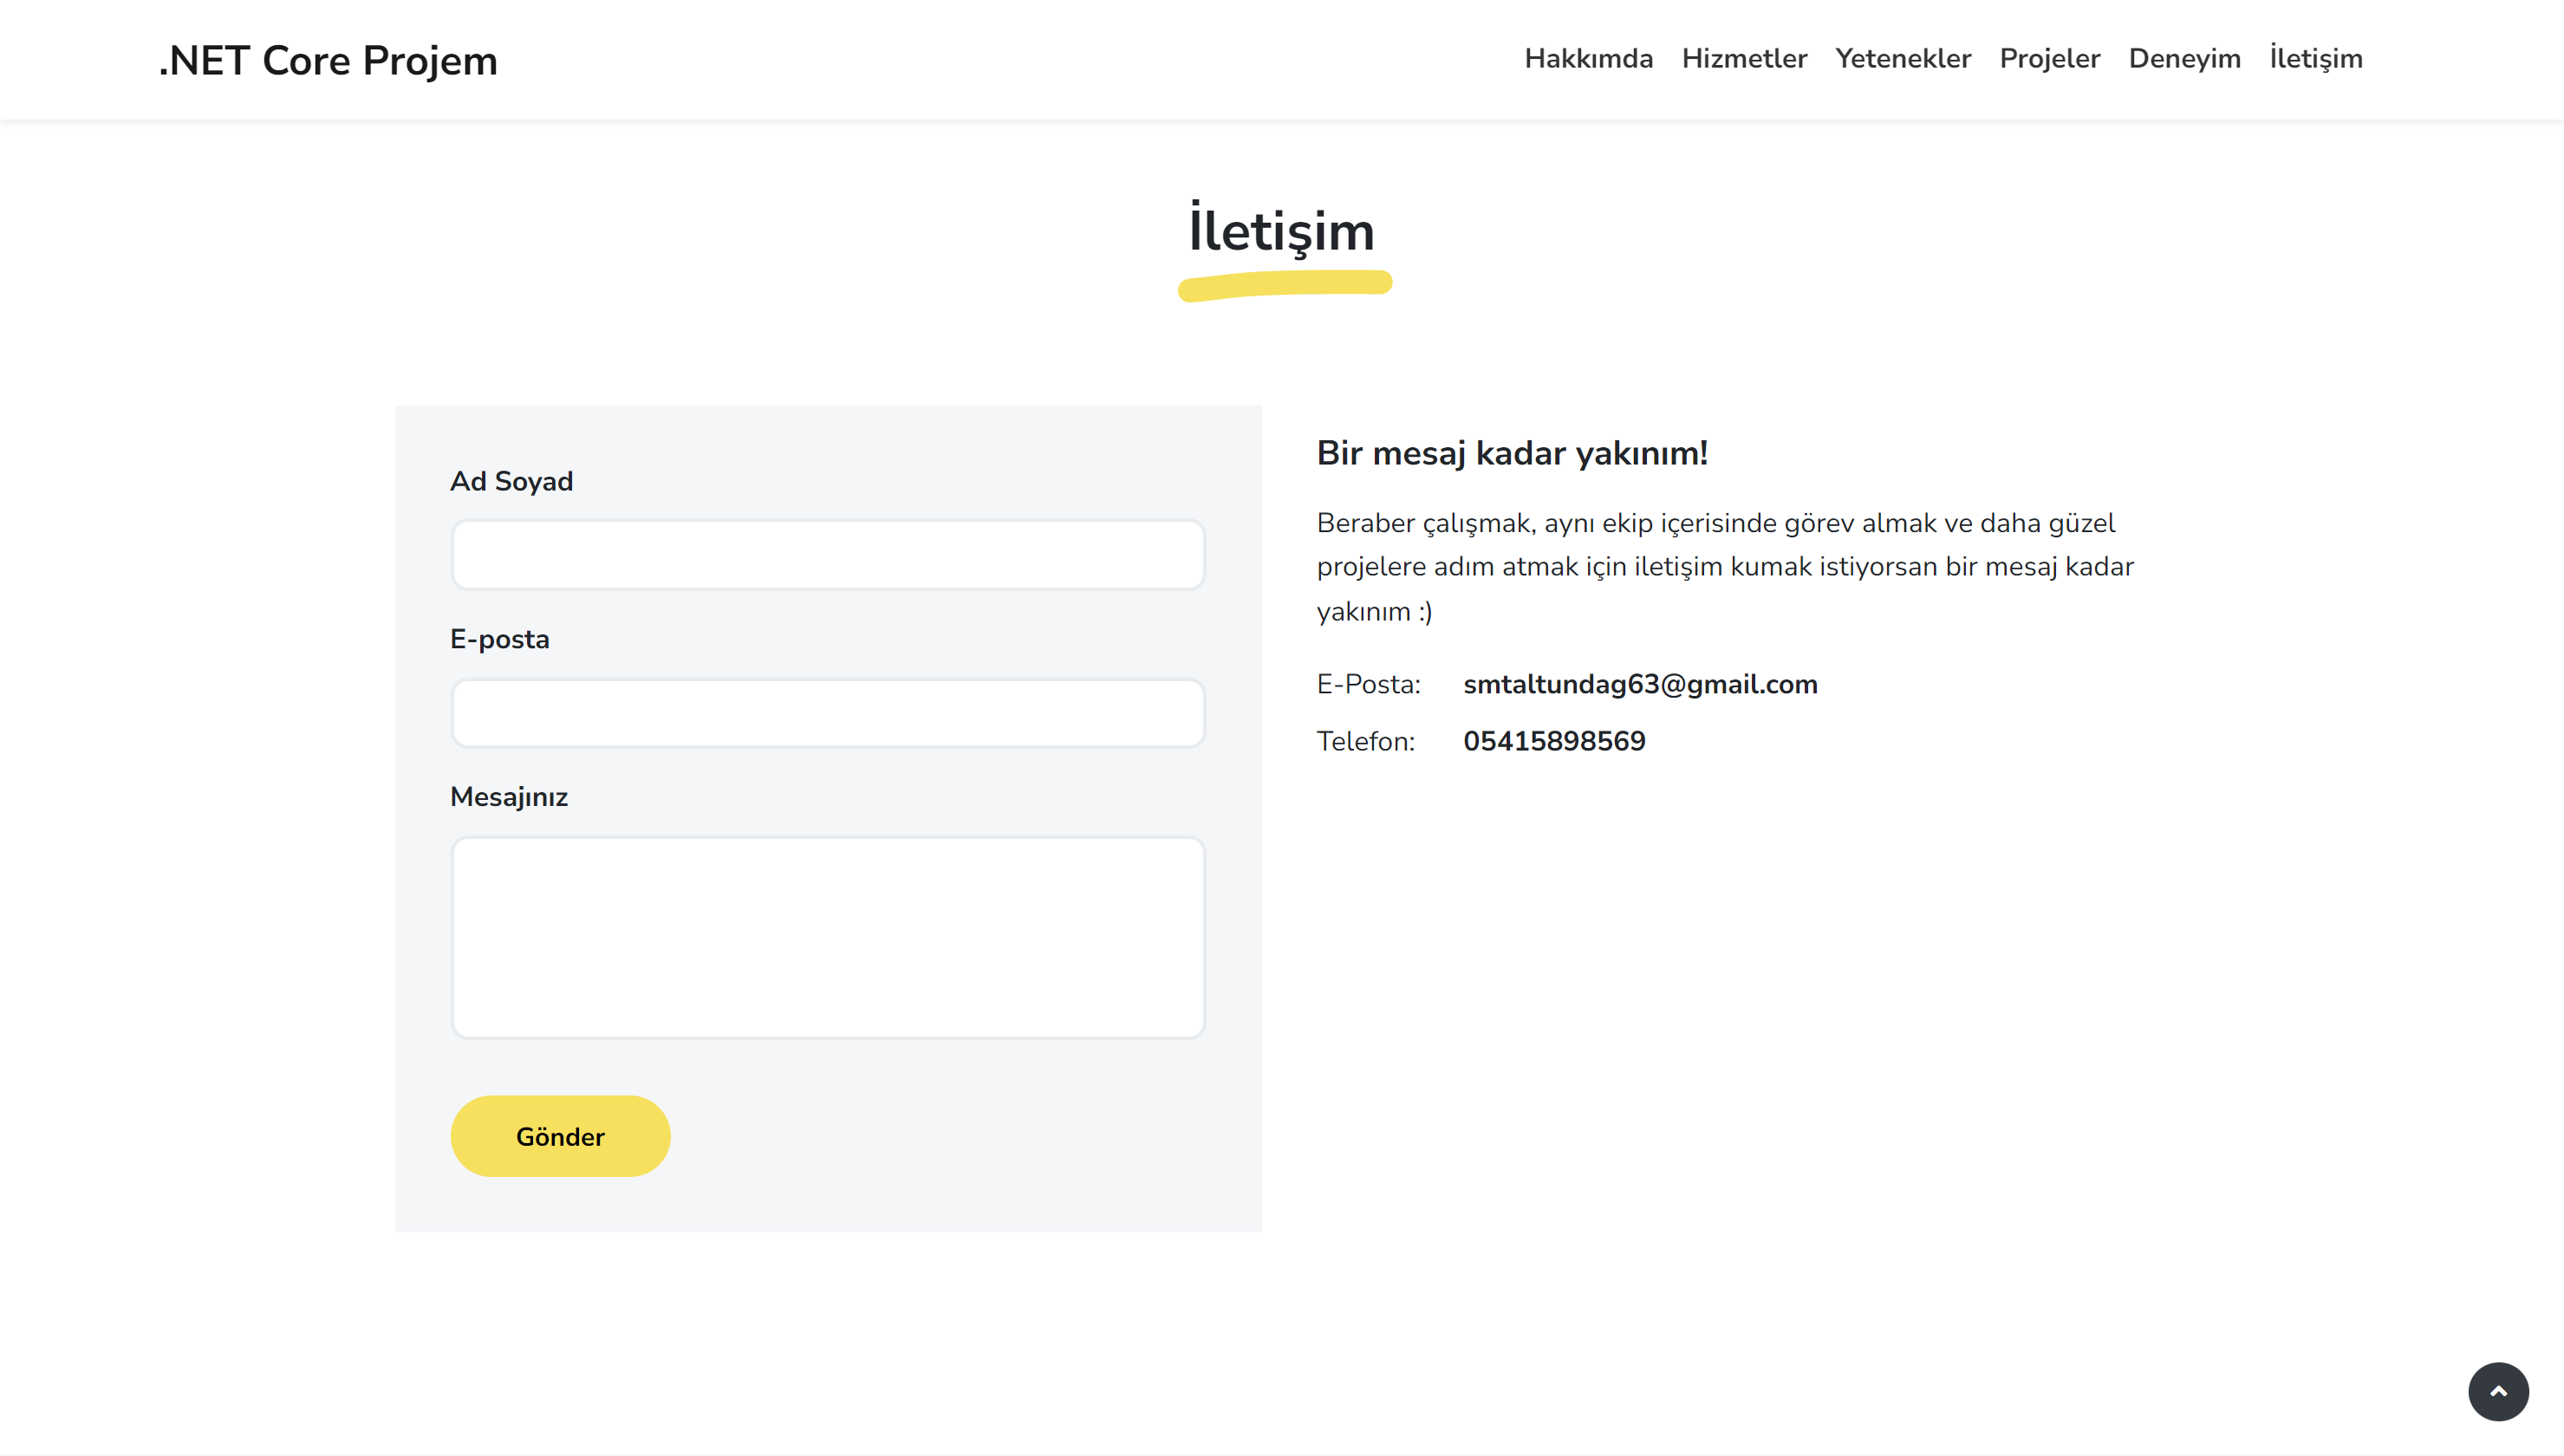 .NET Core Projem
Hakkımda Hizmetler Yetenekler Projeler Deneyim İletişim
İletişim
Ad Soyad
E-posta
Mesajınız
Gönder
Bir mesaj kadar yakınım!
Beraber çalışmak, aynı ekip içerisinde görev almak ve daha güzel
projelere adım atmak için iletişim kumak istiyorsan bir mesaj kadar
yakınım :)
E-Posta: smtaltundag63@gmail.com
Telefon: 05415898569